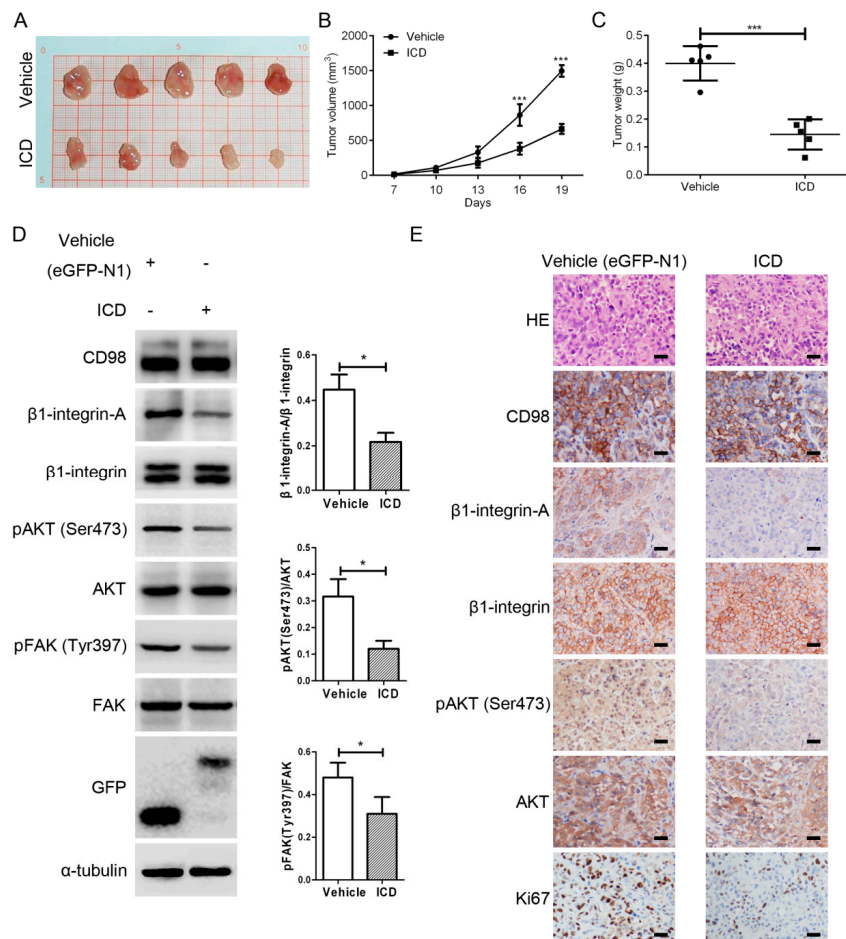 A
0
5
10
Vehicle
ICD
5
B
Vehicle
ICD
Tumor volume (mm3)
2000
1500
1000
500
0
***
***
7
10
13
16
19
Days
C
***
Tumor weight (g)
0.5
0.4
0.3
0.2
0.1
0.0
Vehicle
ICD
D
Vehicle
(eGFP-N1)
+
-
ICD
-
+
CD98
β1-integrin-A
β1-integrin
pAKT (Ser473)
AKT
pFAK (Tyr397)
FAK
GFP
α-tubulin
β 1-integrin-A/β 1-integrin
0.6
0.4
0.2
0.0
*
Vehicle
ICD
pAKT(Ser473)/AKT
0.5
0.4
0.3
0.2
0.1
0.0
*
Vehicle
ICD
pFAK(Tyr397)/FAK
0.6
0.4
0.2
0.0
*
Vehicle
ICD
E
Vehicle (eGFP-N1)
ICD
HE
CD98
β1-integrin-A
β1-integrin
pAKT (Ser473)
AKT
Ki67